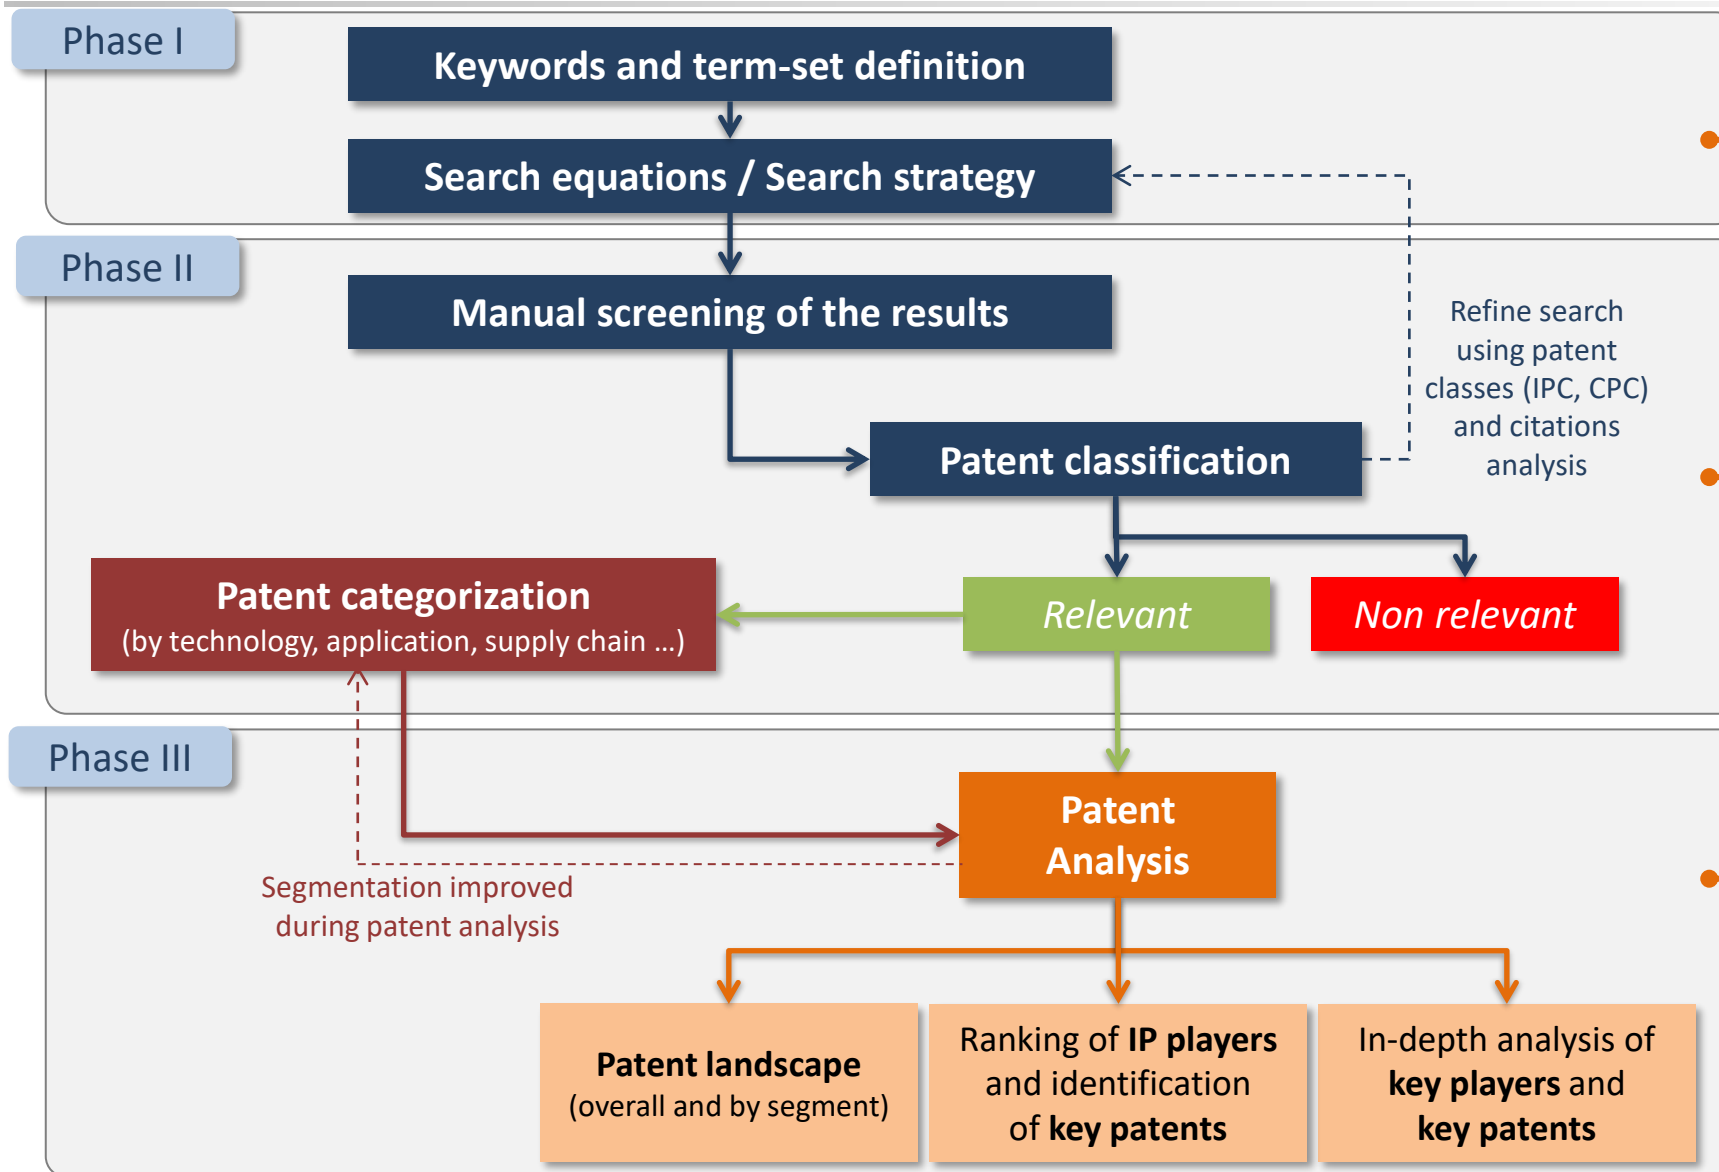 Phase I
Keywords and term-set definition
Search equations / Search strategy
Phase II
Manual screening of the results
Refine search
using patent
classes (IPC, CPC)
and citations
analysis
Patent classification
Patent categorization
(by technology, application, supply chain ...)
Relevant
Non relevant
Phase III
Patent
Analysis
Segmentation improved
during patent analysis
Patent landscape
(overall and by segment)
Ranking of IP players
and identification
of key patents
In-depth analysis of
key players and
key patents